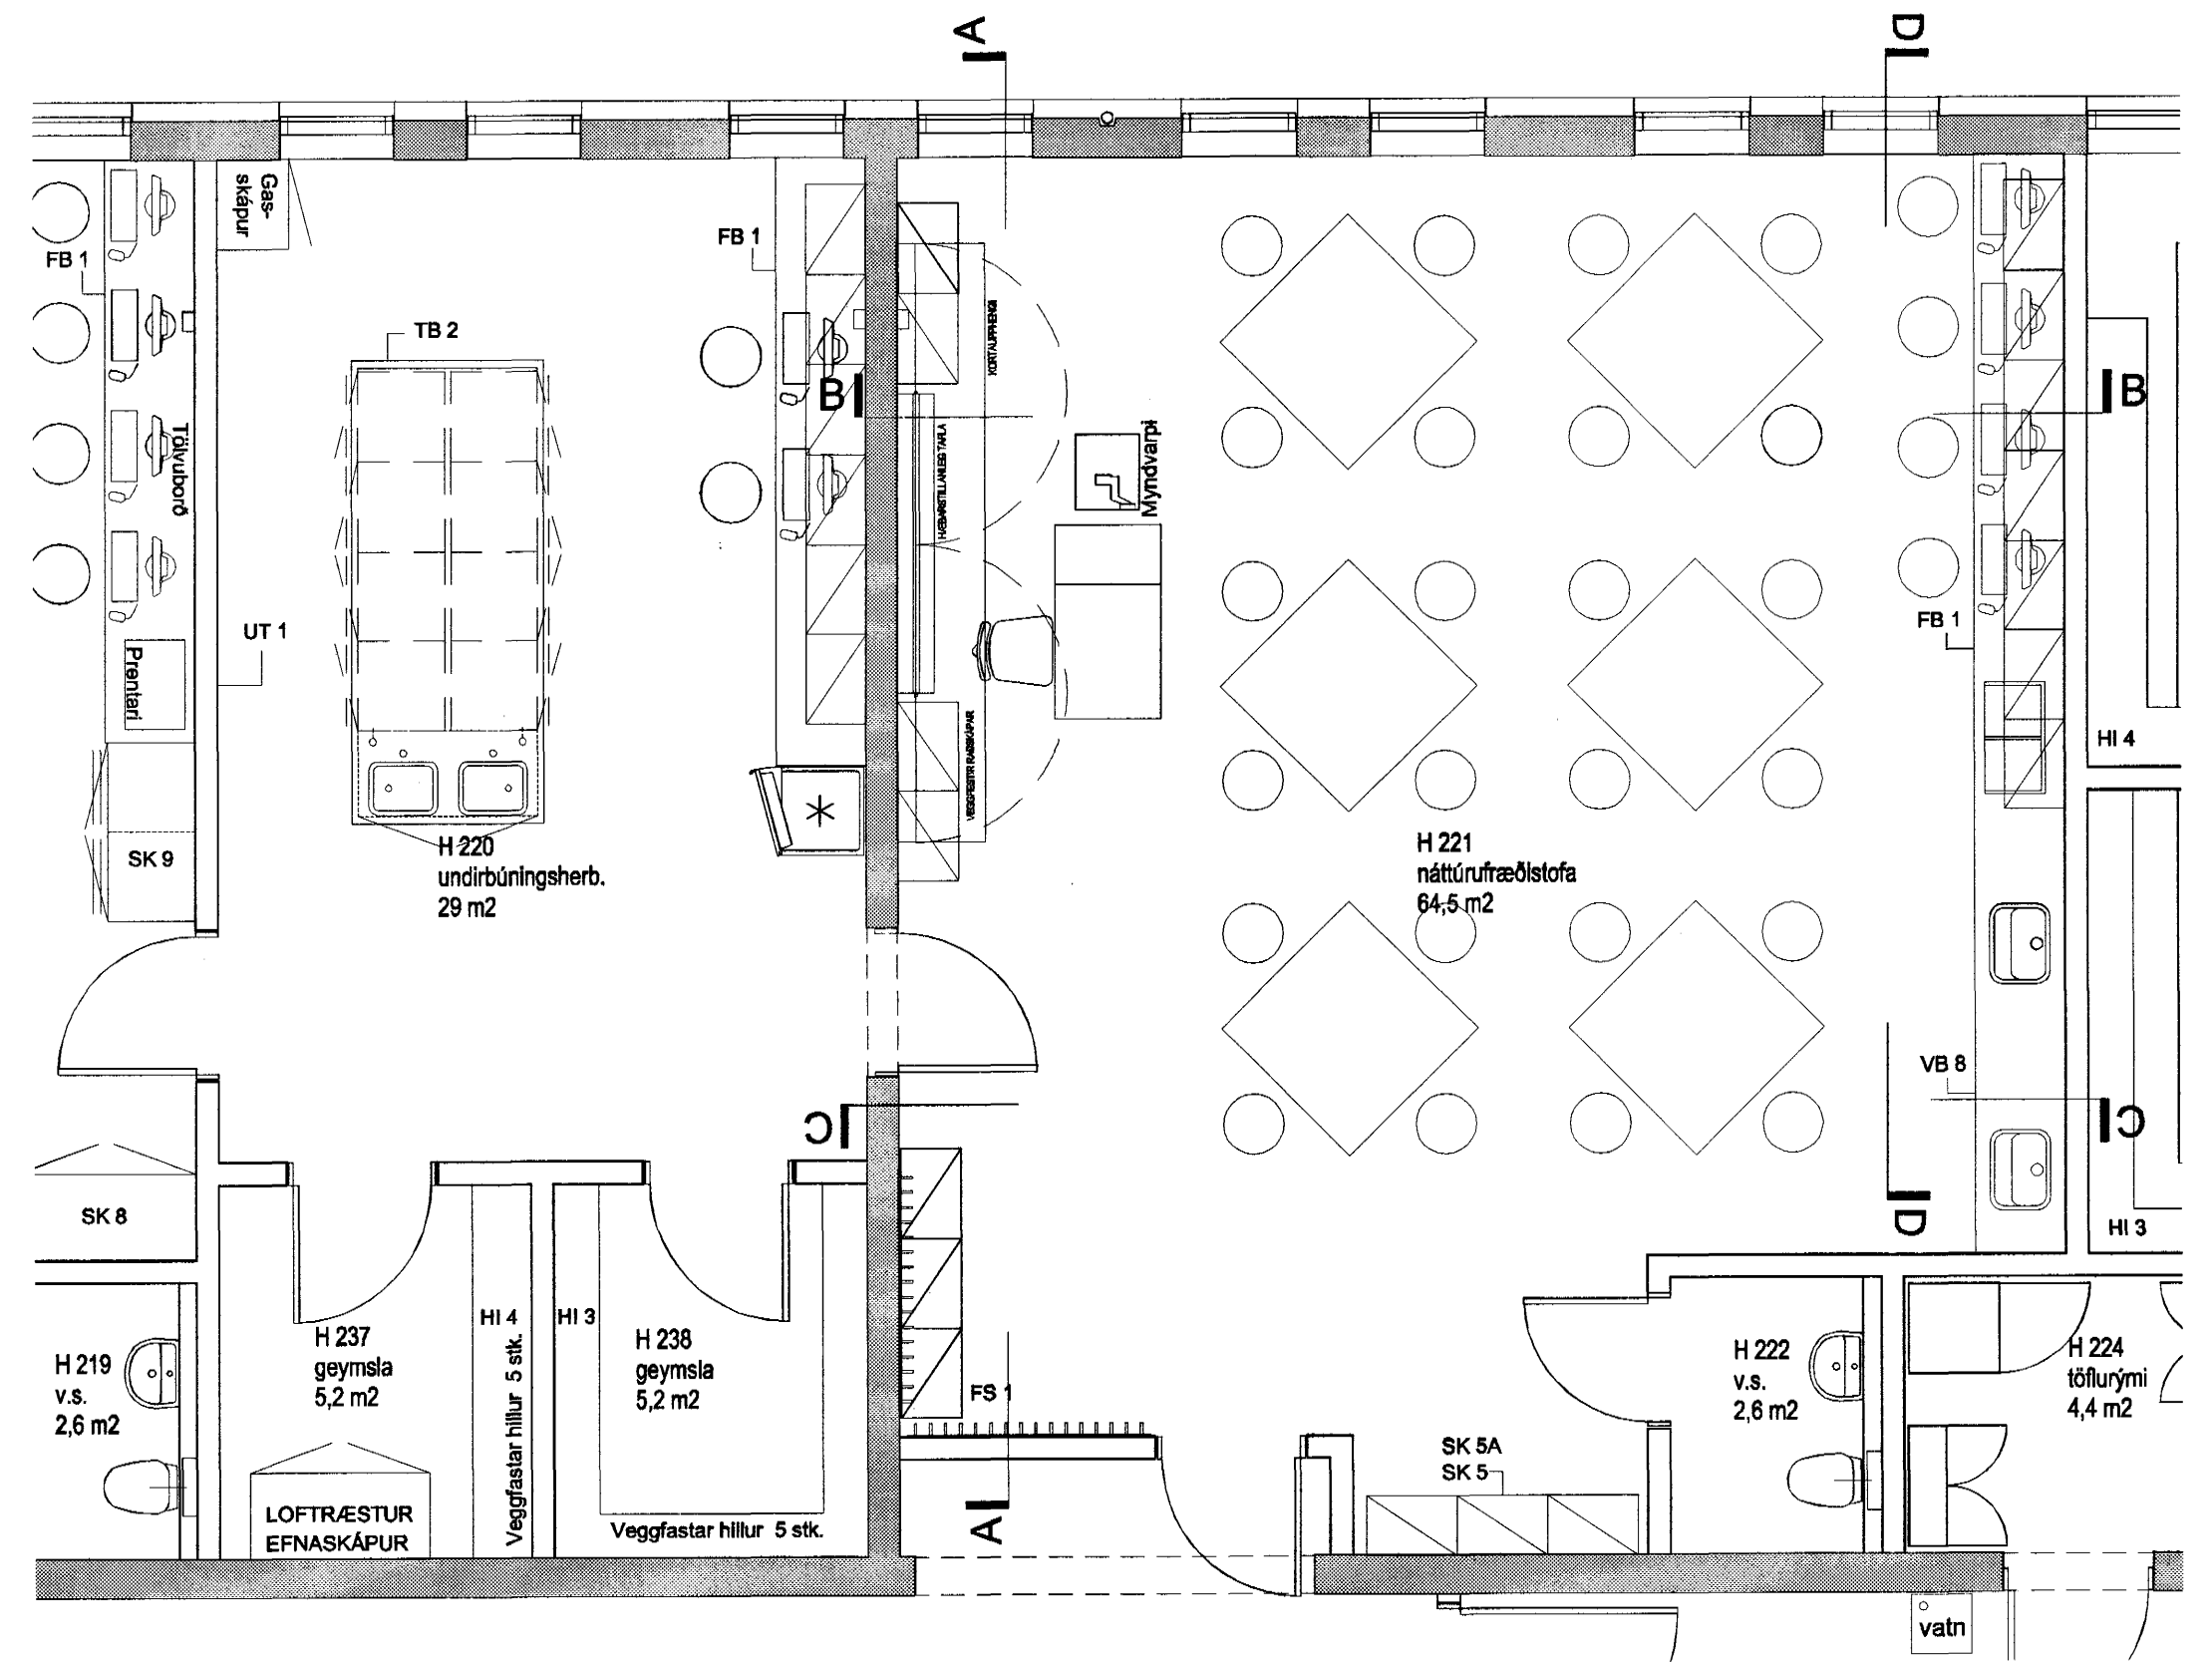 A
D
Gas-
skápur
FB 1
FB 1
TB 2
KORTAUPPHENGI
B
B
Tölvuborð
HÆÐARSTILLANLEG TAFLA
Myndvarpi
UT 1
FB 1
Prentari
VEGGFESTIR RAÐSKÁPAR
HI 4
SK 9
H 220
undirbúningsherb.
29 m2
H 221
náttúrufræðistofa
64,5 m2
VB 8
C
C
SK 8
D
HI 3
H 219
v.s.
2,6 m2
H 237
geymsla
5,2 m2
HI 4
Veggfastar hillur 5 stk.
HI 3
H 238
geymsla
5,2 m2
FS 1
H 222
v.s.
2,6 m2
H 224
töflurými
4,4 m2
SK 5A
SK 5
LOFTRÆSTUR
EFNASKÁPUR
Veggfastar hillur 5 stk.
A
vatn